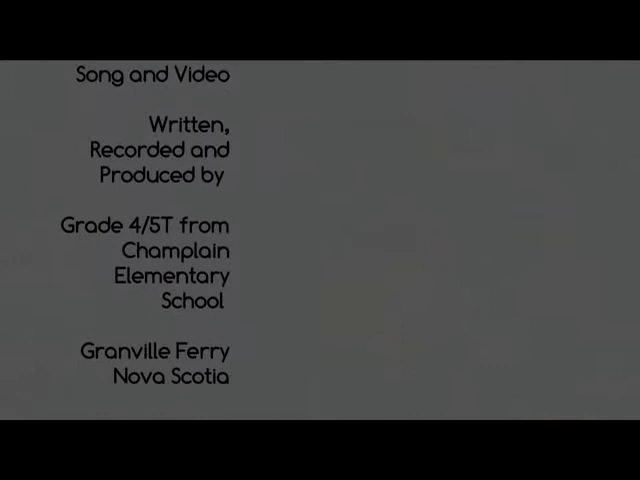 Song and Video
Written,
Recorded and
Produced by
Grade 4/5T from
Champlain
Elementary
School
Granville Ferry
Nova Scotia